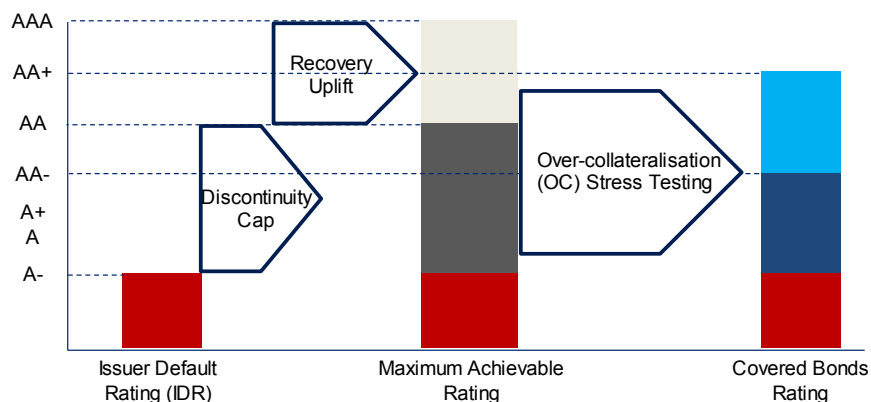 AAA
AA+
AA
AA-
A+
A
A-
Recovery
Uplift
Discontinuity
Cap
Over-collateralisation
(OC) Stress Testing
Issuer Default
Rating (IDR)
Maximum Achievable
Rating
Covered Bonds
Rating